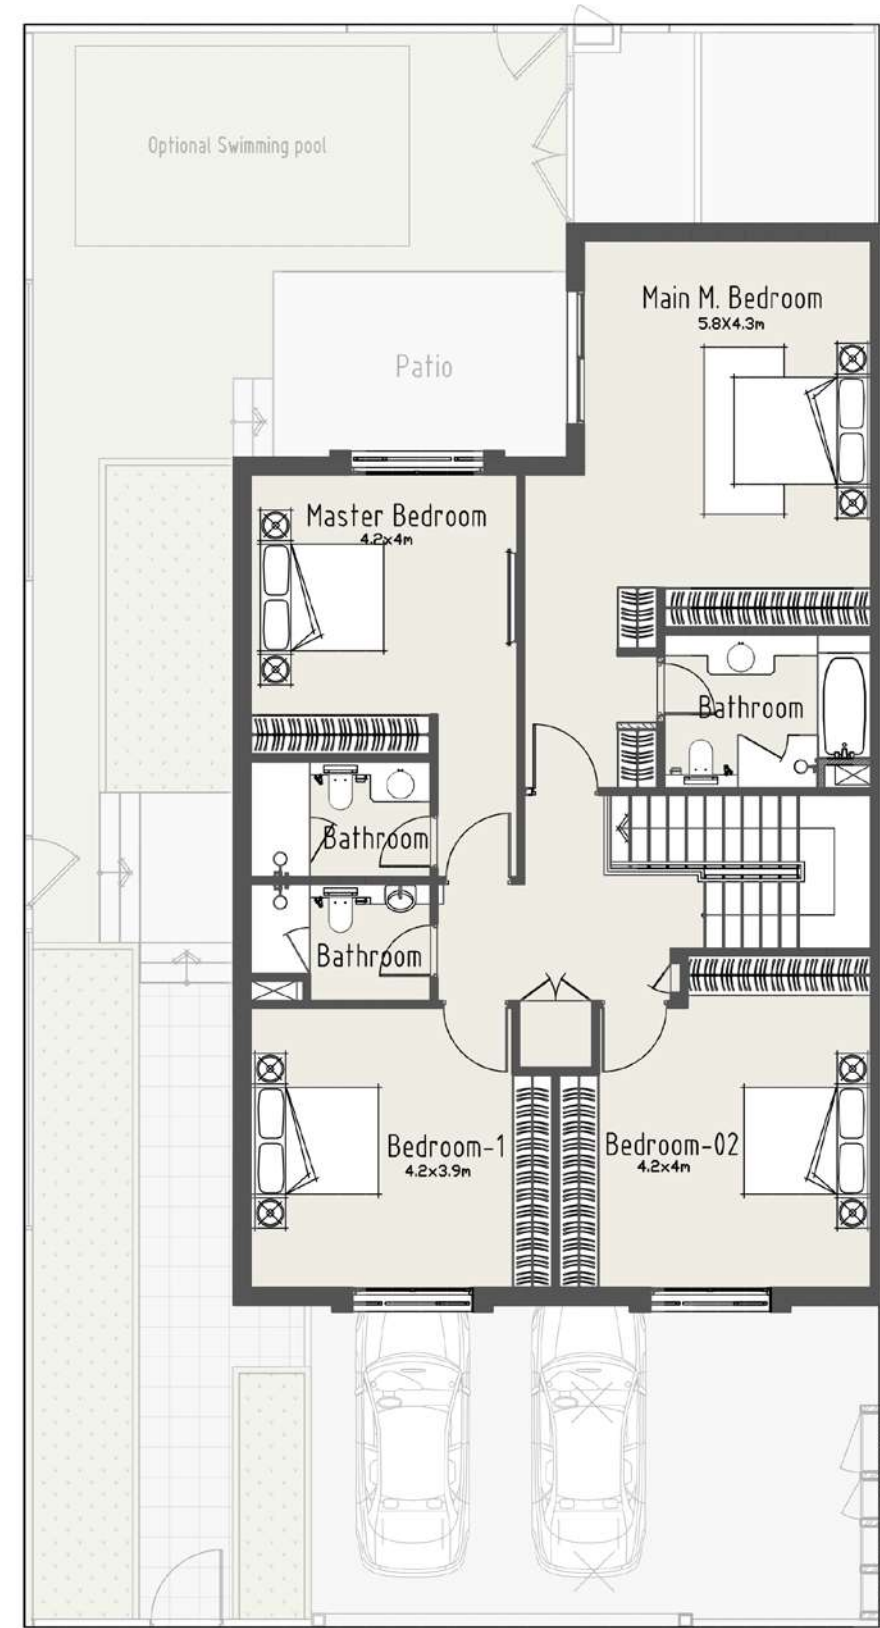 Optional Swimming pool
Main M. Bedroom
5.8X4.3m
Patio
Master Bedroom
4.2x4m
Bathroom
Bathroom
Bathroom
Bedroom-1
4.2x3.9m
Bedroom-02
4.2x4m